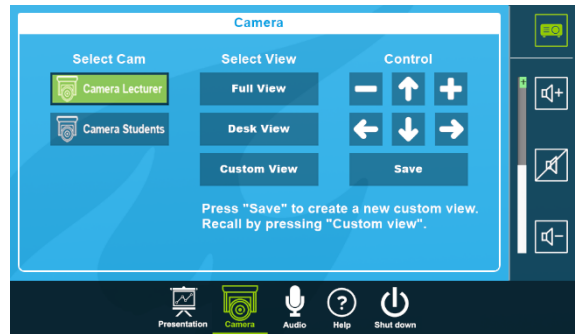 Camera
Select Cam
Select View
Control
Camera Lecturer
Full View
Camera Students
Desk View
Custom View
Save
Press "Save" to create a new custom view.
Recall by pressing "Custom view".
Presentation
Camera
Audio
Help
Shut down